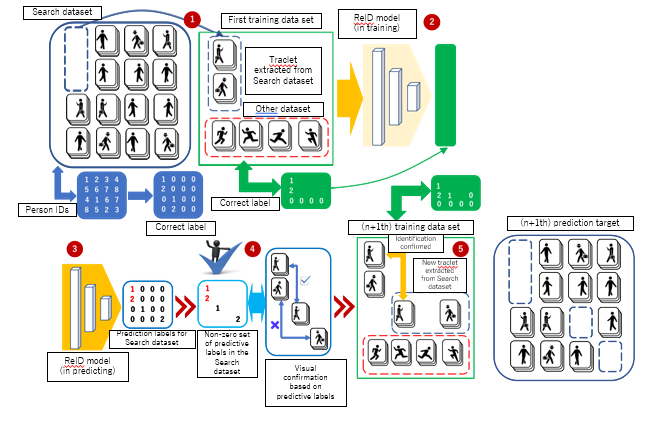 Search dataset
1
First training data set
ReID model
(in training)
2
Traclet
extracted from
Search dataset
Other dataset
1 2 3 4
5 6 7 8
4 1 6 7
8 5 2 3
Person IDs
1 0 0 0
2 0 0 0
0 1 0 0
0 2 0 0
Correct label
Correct label
1
2
0 0 0 0
1
2 1 0
0 0 0 0
(n+1th) training data set
Identification
confirmed
5
New traclet
extracted
from Search
dataset
(n+1th) prediction target
3
ReID model
(in predicting)
1 0 0 0
2 0 0 0
0 1 0 0
0 0 0 2
Prediction labels for
Search dataset
4
1
2
1
2
Non-zero set
of predictive
labels in the
Search
dataset
Visual
confirmation
based on
predictive labels